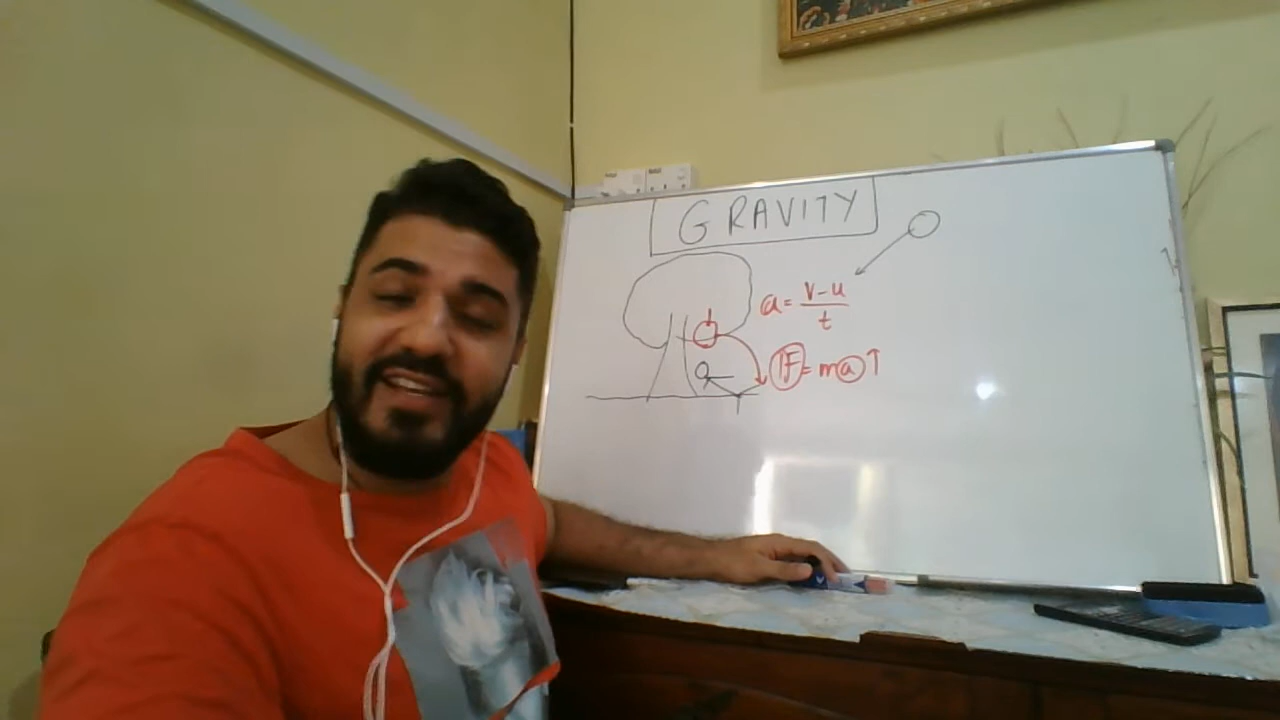 GRAVITY
a = v-u/t
F = ma↑